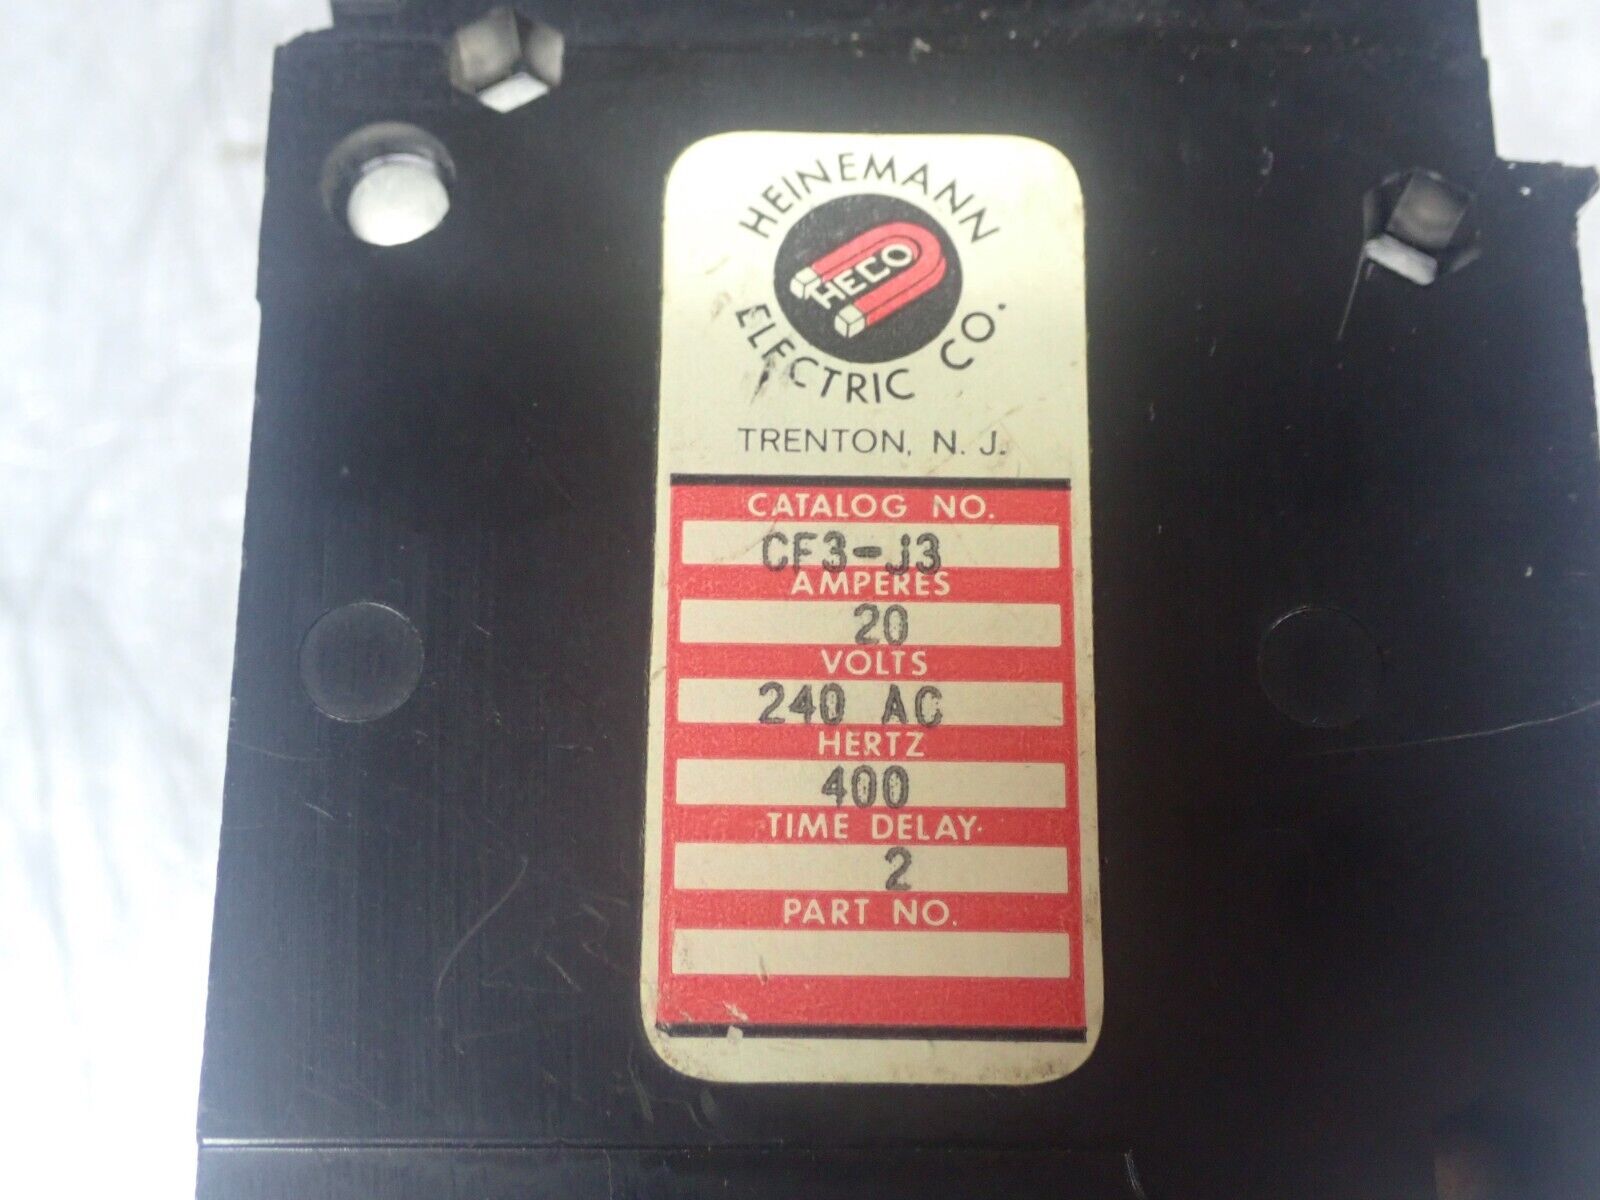 HEINEMANN
HECO
ELECTRIC CO.
TRENTON, N. J.
CATALOG NO.
CF3-J3
AMPERES
20
VOLTS
240 AC
HERTZ
400
TIME DELAY
2
PART NO.